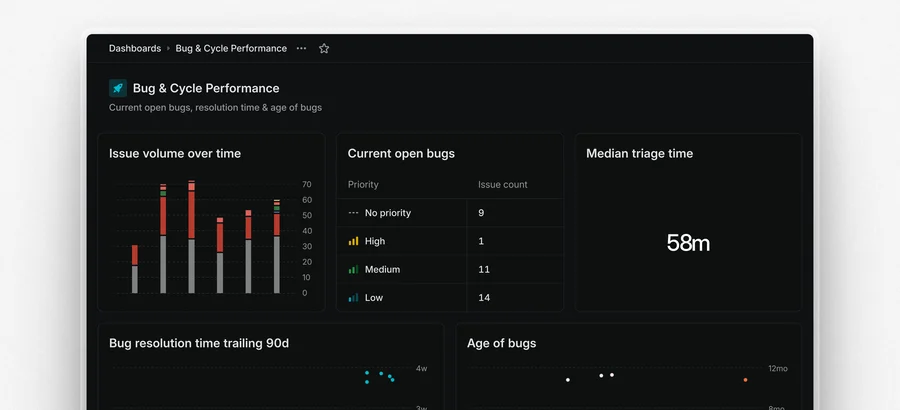 Dashboards › Bug & Cycle Performance
Bug & Cycle Performance
Current open bugs, resolution time & age of bugs
Issue volume over time
70
60
50
40
30
20
10
0
Current open bugs
Priority Issue count
No priority 9
High 1
Medium 11
Low 14
Median triage time
58m
Bug resolution time trailing 90d
4w
3w
Age of bugs
12mo
8mo